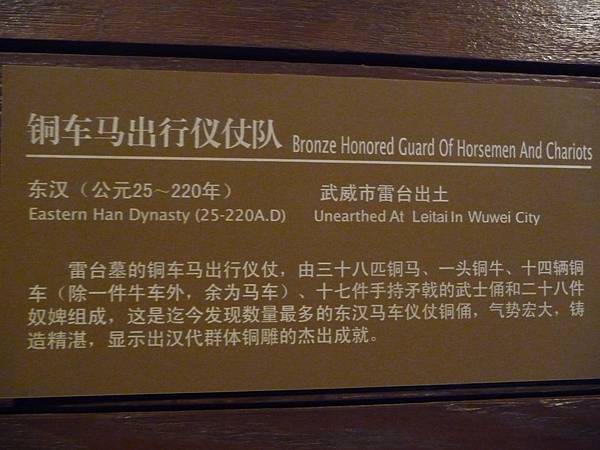 铜车马出行仪仗队 Bronze Honored Guard Of Horsemen And Chariots
东汉（公元25～220年） 武威市雷台出土
Eastern Han Dynasty (25-220A.D) Unearthed At Leitai In Wuwei City
雷台墓的铜车马出行仪仗，由三十八匹铜马、一头铜牛、十四辆铜
车（除一件牛车外，余为马车）、十七件手持矛戟的武士俑和二十八件
奴婢组成，这是迄今发现数量最多的东汉马车仪仗铜俑，气势宏大，铸
造精湛，显示出汉代群体铜雕的杰出成就。